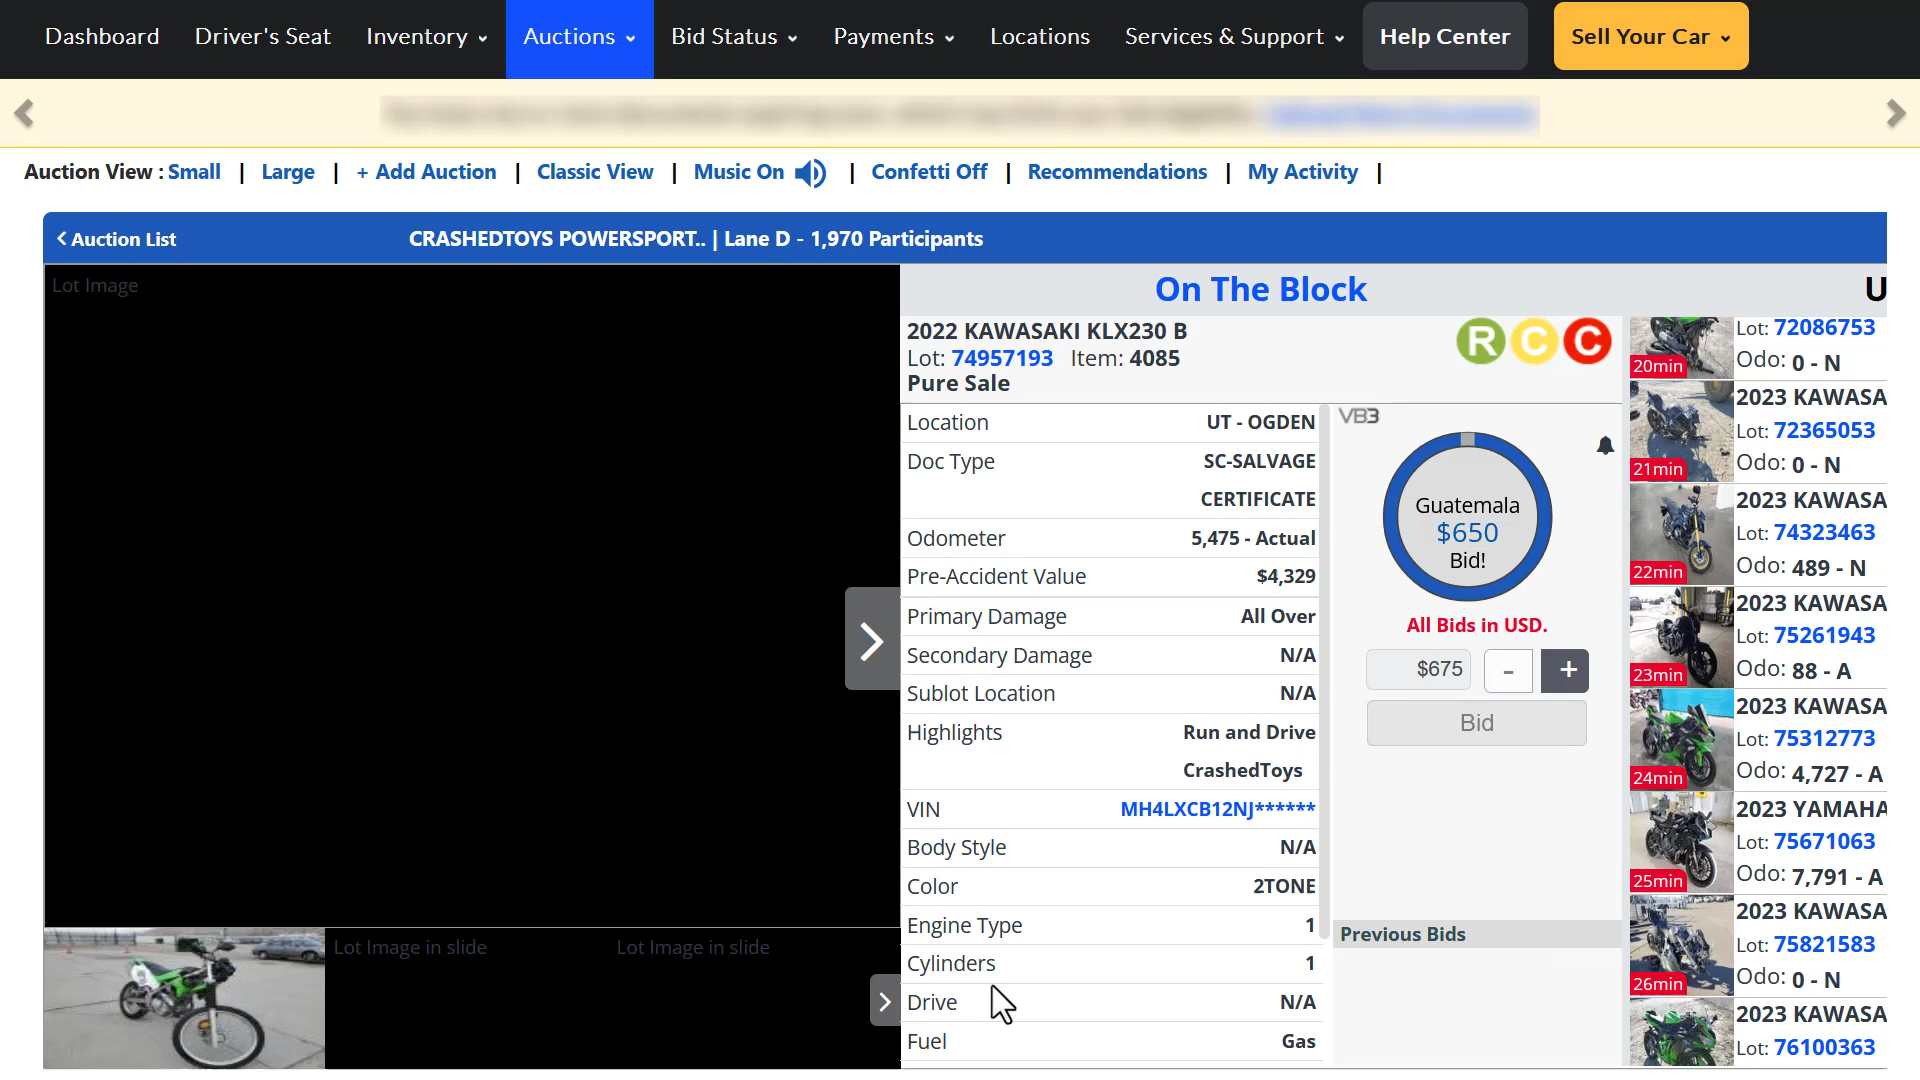 Dashboard Driver's Seat Inventory Auctions Bid Status Payments Locations Services & Support Help Center Sell Your Car
Auction View : Small | Large | + Add Auction | Classic View | Music On | Confetti Off | Recommendations | My Activity |
Auction List
CRASHEDTOYS POWERSPORT.. | Lane D - 1,970 Participants
Lot Image
Lot Image in slide
Lot Image in slide
On The Block
U
2022 KAWASAKI KLX230 B
Lot: 74957193 Item: 4085
Pure Sale
R C C
Location UT - OGDEN
Doc Type SC-SALVAGE
CERTIFICATE
Odometer 5,475 - Actual
Pre-Accident Value $4,329
Primary Damage All Over
Secondary Damage N/A
Sublot Location N/A
Highlights Run and Drive
CrashedToys
VIN MH4LXCB12NJ******
Body Style N/A
Color 2TONE
Engine Type 1
Cylinders 1
Drive N/A
Fuel Gas
VB3
Guatemala
$650
Bid!
All Bids in USD.
$675 - +
Bid
Previous Bids
Lot: 72086753
20min Odo: 0 - N
2023 KAWASA
Lot: 72365053
21min Odo: 0 - N
2023 KAWASA
Lot: 74323463
22min Odo: 489 - N
2023 KAWASA
Lot: 75261943
23min Odo: 88 - A
2023 KAWASA
Lot: 75312773
24min Odo: 4,727 - A
2023 YAMAHA
Lot: 75671063
25min Odo: 7,791 - A
2023 KAWASA
Lot: 75821583
26min Odo: 0 - N
2023 KAWASA
Lot: 76100363